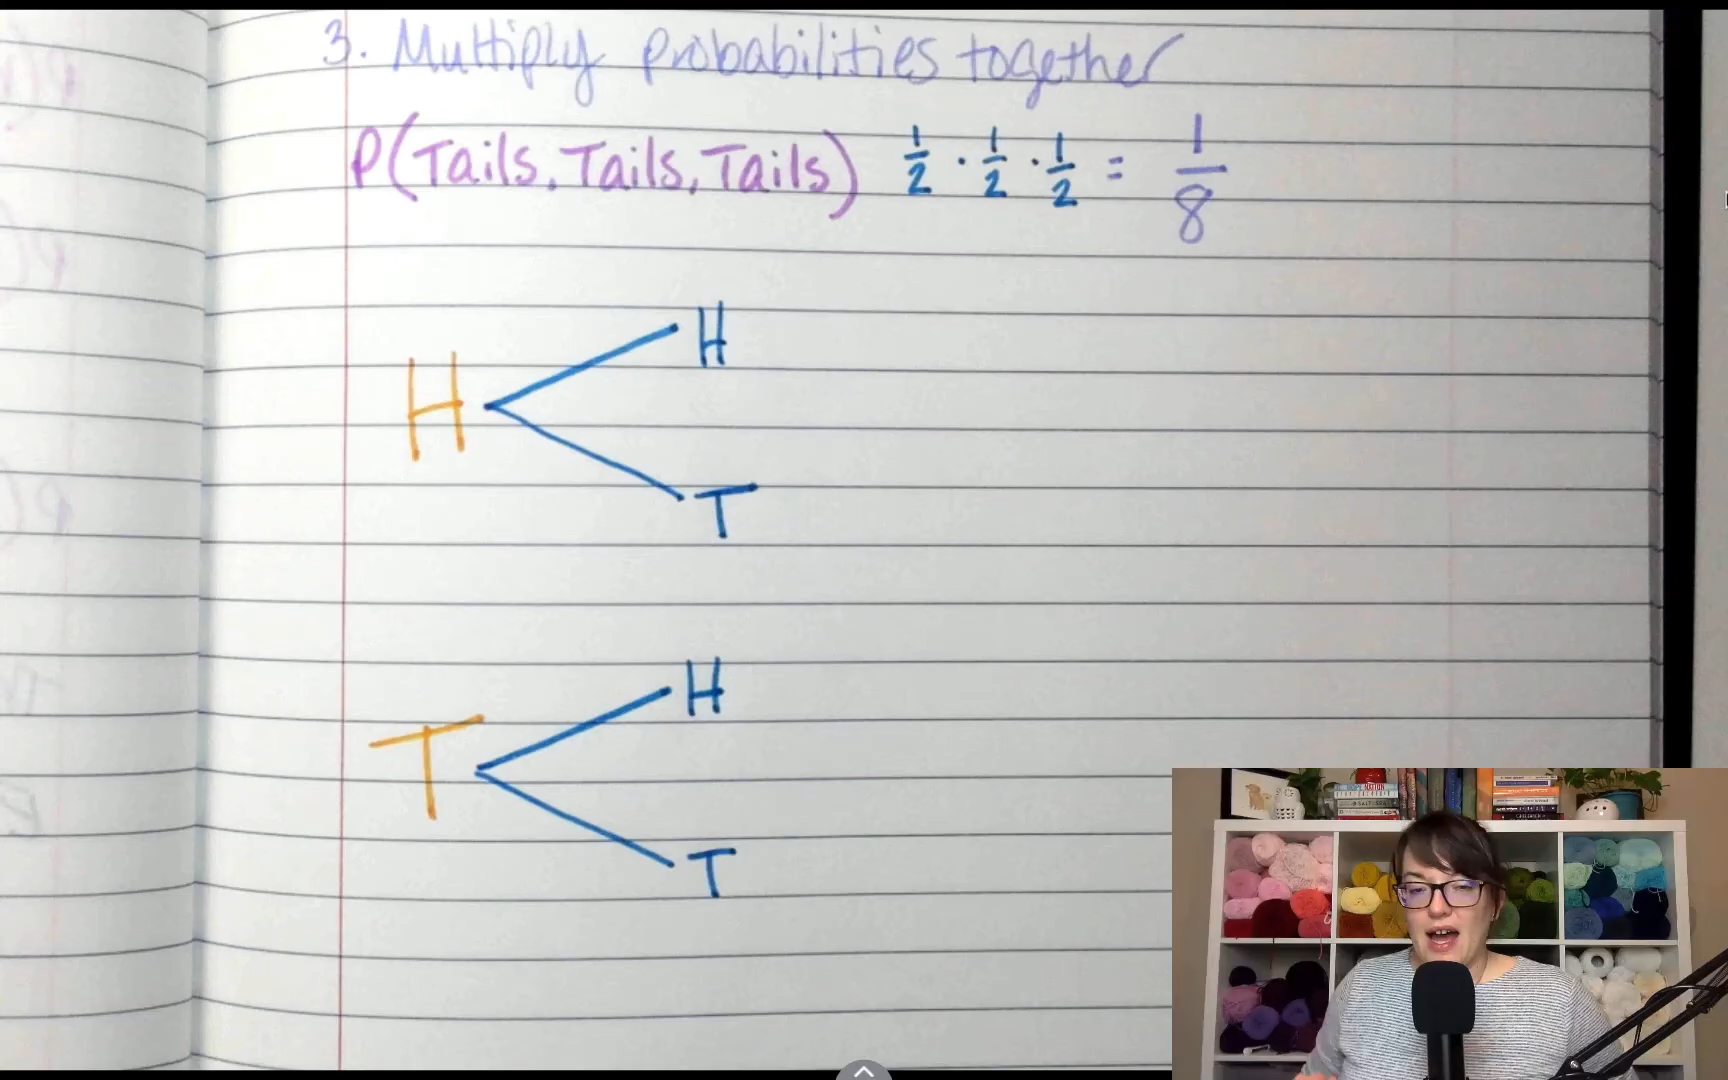 3. Multiply probabilities together
P(Tails, Tails, Tails) 1/2 · 1/2 · 1/2 = 1/8
H
H
T
H
T
T